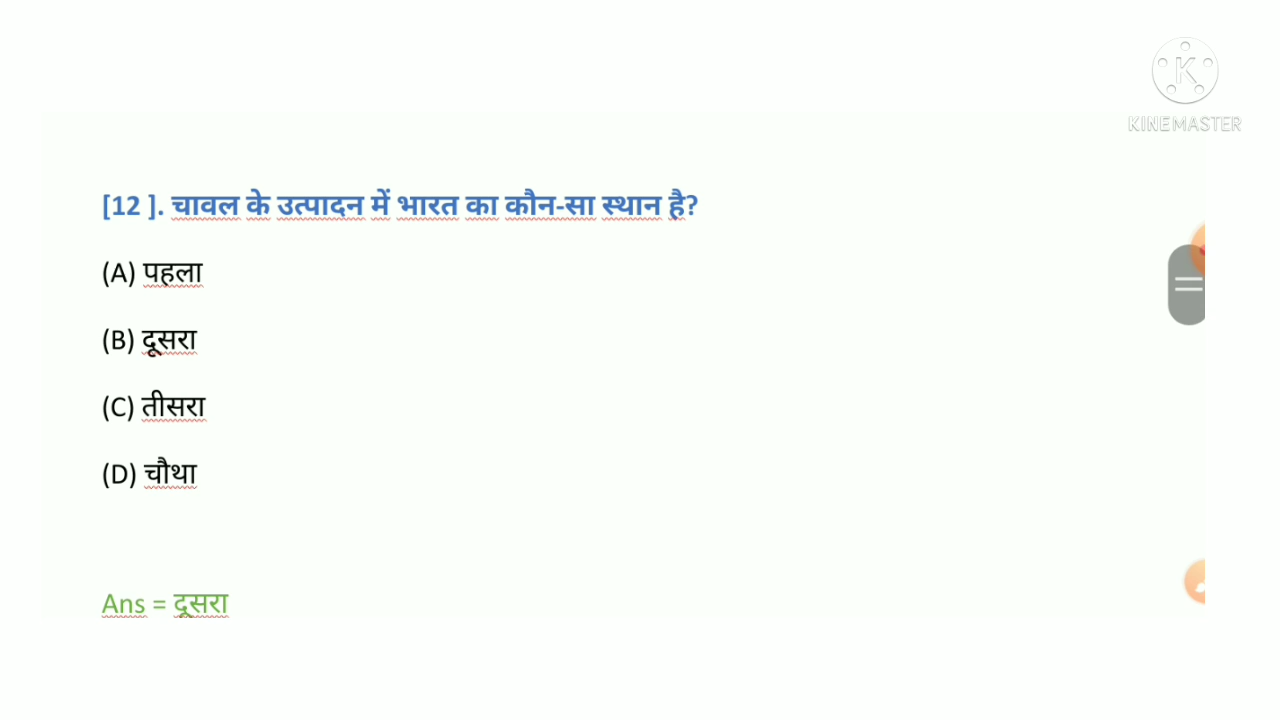 KINEMASTER
[12 ]. चावल के उत्पादन में भारत का कौन-सा स्थान है?
(A) पहला
(B) दूसरा
(C) तीसरा
(D) चौथा
Ans = दूसरा